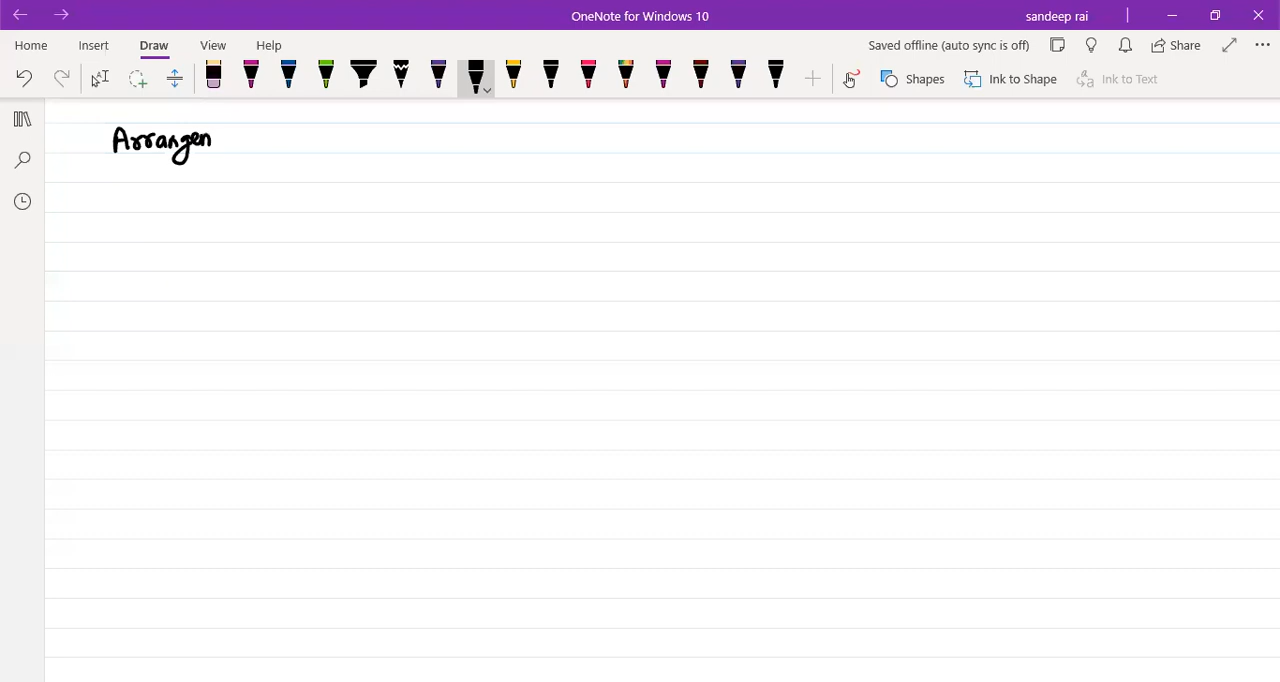 OneNote for Windows 10
sandeep rai
Home Insert Draw View Help
Saved offline (auto sync is off)
Share
Shapes
Ink to Shape
Ink to Text
Arrangen